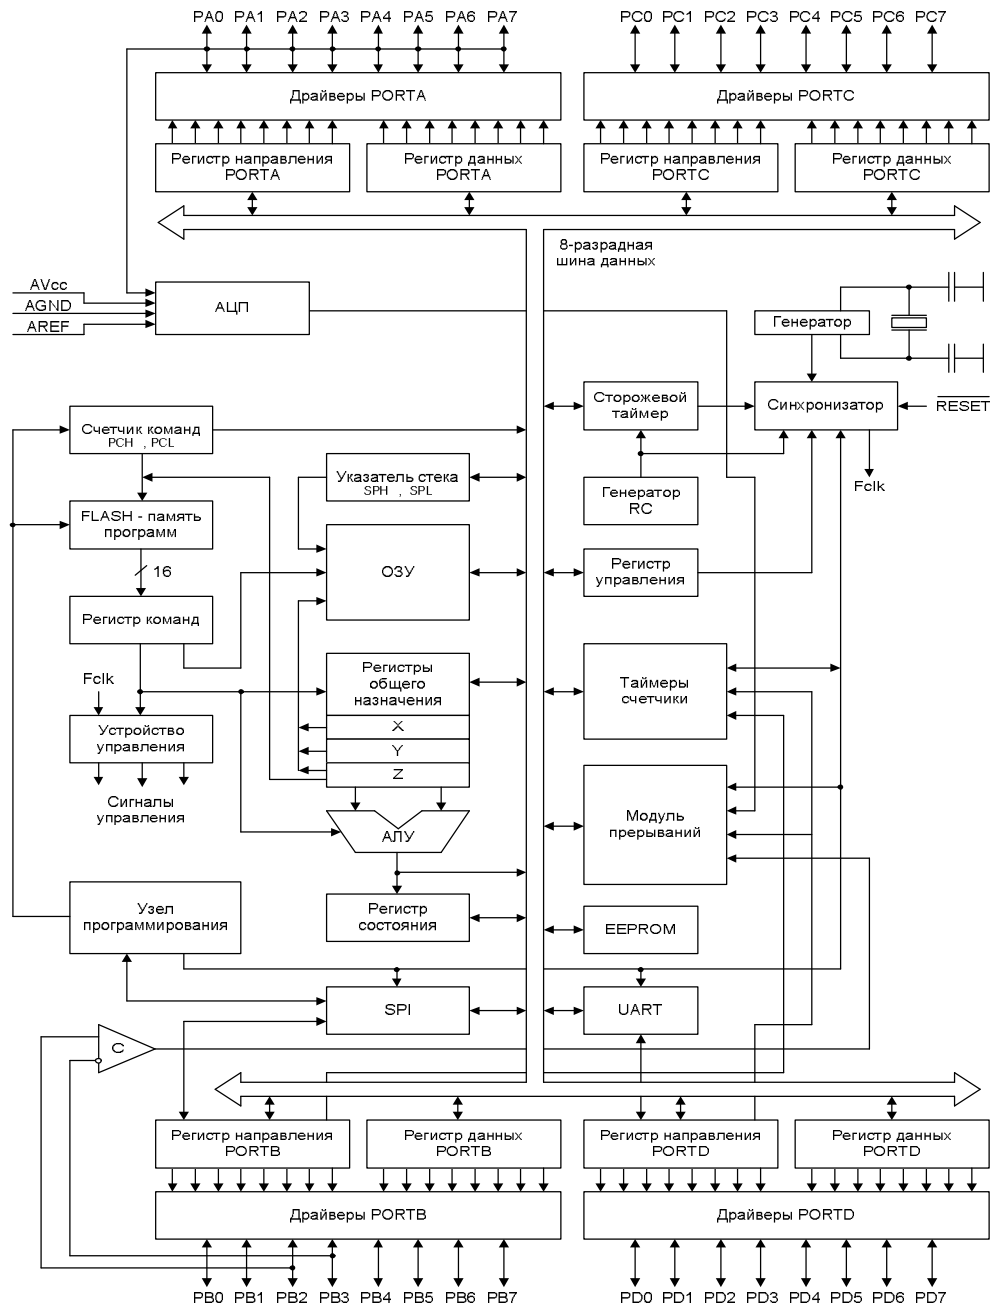 PA0 PA1 PA2 PA3 PA4 PA5 PA6 PA7
PC0 PC1 PC2 PC3 PC4 PC5 PC6 PC7
Драйверы PORTA
Драйверы PORTC
Регистр направления
PORTA
Регистр данных
PORTA
Регистр направления
PORTC
Регистр данных
PORTC
8-разрадная
шина данных
AVcc
AGND
AREF
АЦП
Генератор
Сторожевой
таймер
Синхронизатор
RESET
Счетчик команд
PCH , PCL
Указатель стека
SPH , SPL
Генератор
RC
Fclk
FLASH - память
программ
ОЗУ
Регистр
управления
16
Регистр команд
Регистры
общего
назначения
X
Y
Z
Таймеры
счетчики
Fclk
Устройство
управления
Сигналы
управления
АЛУ
Модуль
прерываний
Узел
программирования
Регистр
состояния
EEPROM
SPI
UART
C
Регистр направления
PORTB
Регистр данных
PORTB
Регистр направления
PORTD
Регистр данных
PORTD
Драйверы PORTB
Драйверы PORTD
PB0 PB1 PB2 PB3 PB4 PB5 PB6 PB7
PD0 PD1 PD2 PD3 PD4 PD5 PD6 PD7